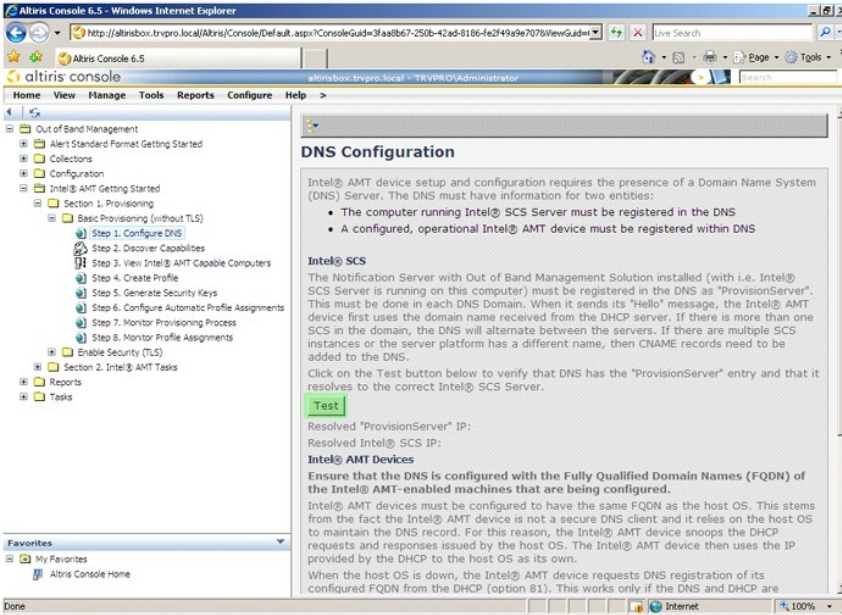 Altiris Console 6.5 - Windows Internet Explorer
http://altirisbox.trvpro.local/Altiris/Console/Default.aspx?ConsoleGuid=3faa8b67-250b-42ad-8186-fe2f49a9e707&ViewGuid=
Live Search
Altiris Console 6.5
Page
Tools
altiris console
altirisbox.trvpro.local - TRVPRO\Administrator
Search
Home View Manage Tools Reports Configure Help >
Out of Band Management
Alert Standard Format Getting Started
Collections
Configuration
Intel® AMT Getting Started
Section 1. Provisioning
Basic Provisioning (without TLS)
Step 1. Configure DNS
Step 2. Discover Capabilities
Step 3. View Intel® AMT Capable Computers
Step 4. Create Profile
Step 5. Generate Security Keys
Step 6. Configure Automatic Profile Assignments
Step 7. Monitor Provisioning Process
Step 8. Monitor Profile Assignments
Enable Security (TLS)
Section 2. Intel® AMT Tasks
Reports
Tasks
Favorites
My Favorites
Altiris Console Home
DNS Configuration
Intel® AMT device setup and configuration requires the presence of a Domain Name System
(DNS) Server. The DNS must have information for two entities:
• The computer running Intel® SCS Server must be registered in the DNS
• A configured, operational Intel® AMT device must be registered within DNS
Intel® SCS
The Notification Server with Out of Band Management Solution installed (with i.e. Intel®
SCS Server is running on this computer) must be registered in the DNS as "ProvisionServer".
This must be done in each DNS Domain. When it sends its "Hello" message, the Intel® AMT
device first uses the domain name received from the DHCP server. If there is more than one
SCS in the domain, the DNS will alternate between the servers. If there are multiple SCS
instances or the server platform has a different name, then CNAME records need to be
added to the DNS.
Click on the Test button below to verify that DNS has the "ProvisionServer" entry and that it
resolves to the correct Intel® SCS Server.
Test
Resolved "ProvisionServer" IP:
Resolved Intel® SCS IP:
Intel® AMT Devices
Ensure that the DNS is configured with the Fully Qualified Domain Names (FQDN) of
the Intel® AMT-enabled machines that are being configured.
Intel® AMT devices must be configured to have the same FQDN as the host OS. This stems
from the fact the Intel® AMT device is not a secure DNS client and it relies on the host OS
to maintain the DNS record. For this reason, the Intel® AMT device snoops the DHCP
requests and responses issued by the host OS. The Intel® AMT device then uses the IP
provided by the DHCP to the host OS as its own.
When the host OS is down, the Intel® AMT device requests DNS registration of its
configured FQDN from the DHCP (option 81). This works only if the DNS and DHCP are
Done
Internet
100%